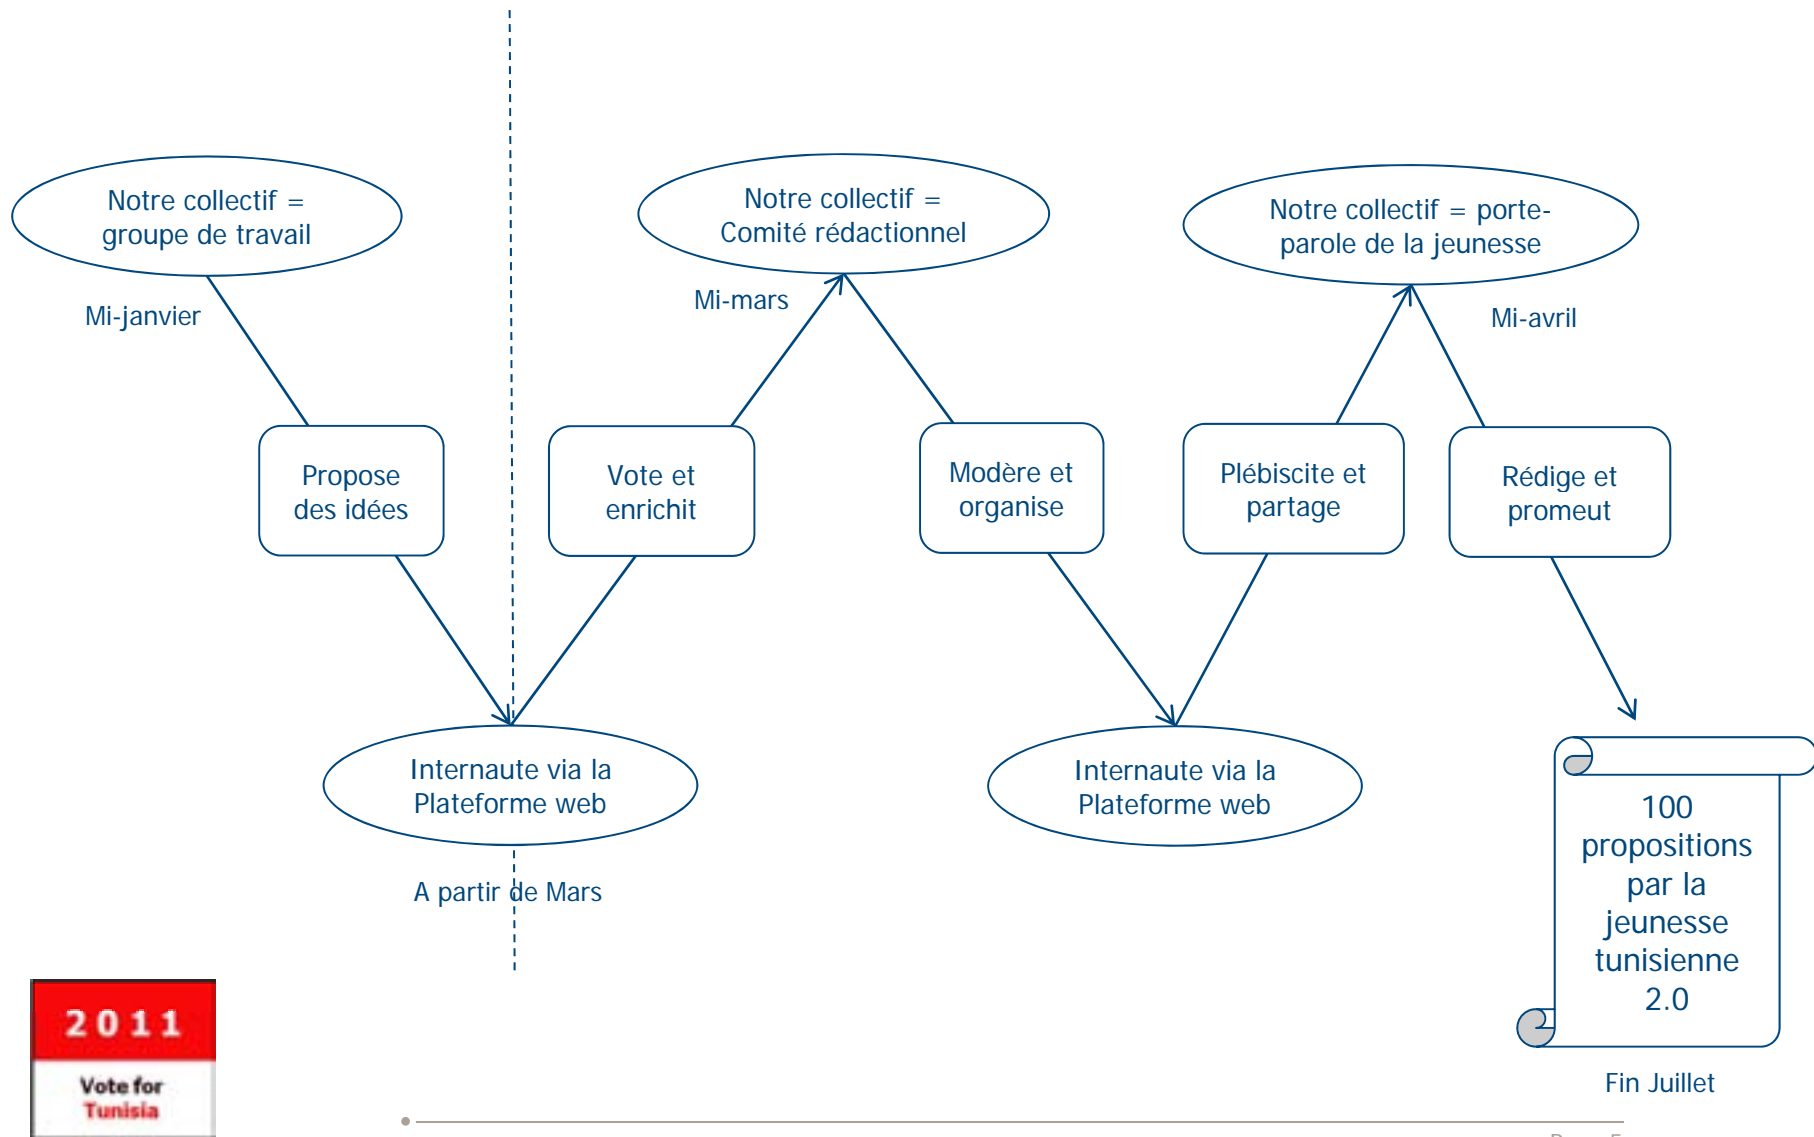 Notre collectif =
groupe de travail
Notre collectif =
Comité rédactionnel
Notre collectif = porte-
parole de la jeunesse
Mi-janvier
Mi-mars
Mi-avril
Propose
des idées
Vote et
enrichit
Modère et
organise
Plébiscite et
partage
Rédige et
promeut
Internaute via la
Plateforme web
Internaute via la
Plateforme web
A partir de Mars
100
propositions
par la
jeunesse
tunisienne
2.0
Fin Juillet
2011
Vote for
Tunisia